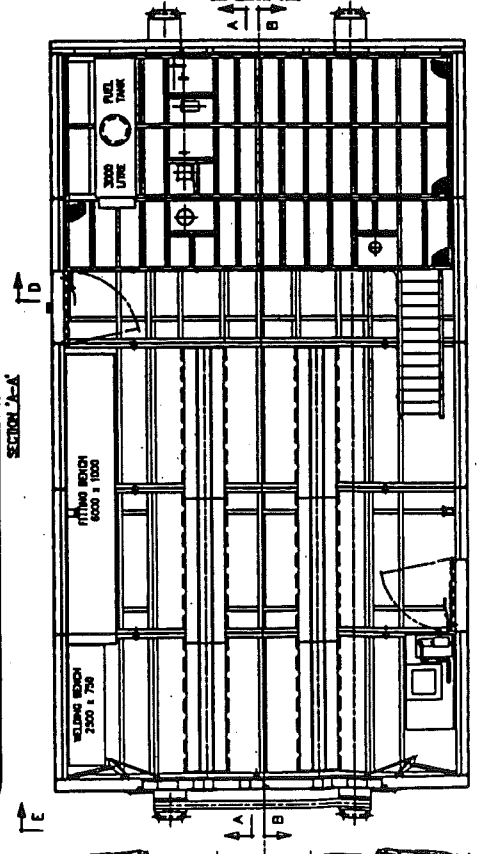 A
B
FUEL
TANK
3000
LITRE
D
SECTION 'A-A'
FITTING BENCH
6000 x 1000
WELDING BENCH
2500 x 750
E
A
B